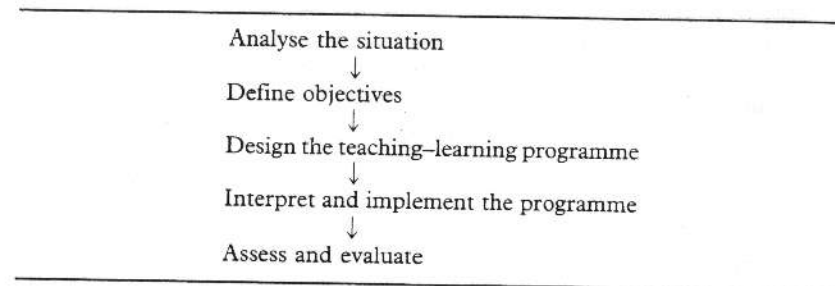 Analyse the situation
↓
Define objectives
↓
Design the teaching–learning programme
↓
Interpret and implement the programme
↓
Assess and evaluate